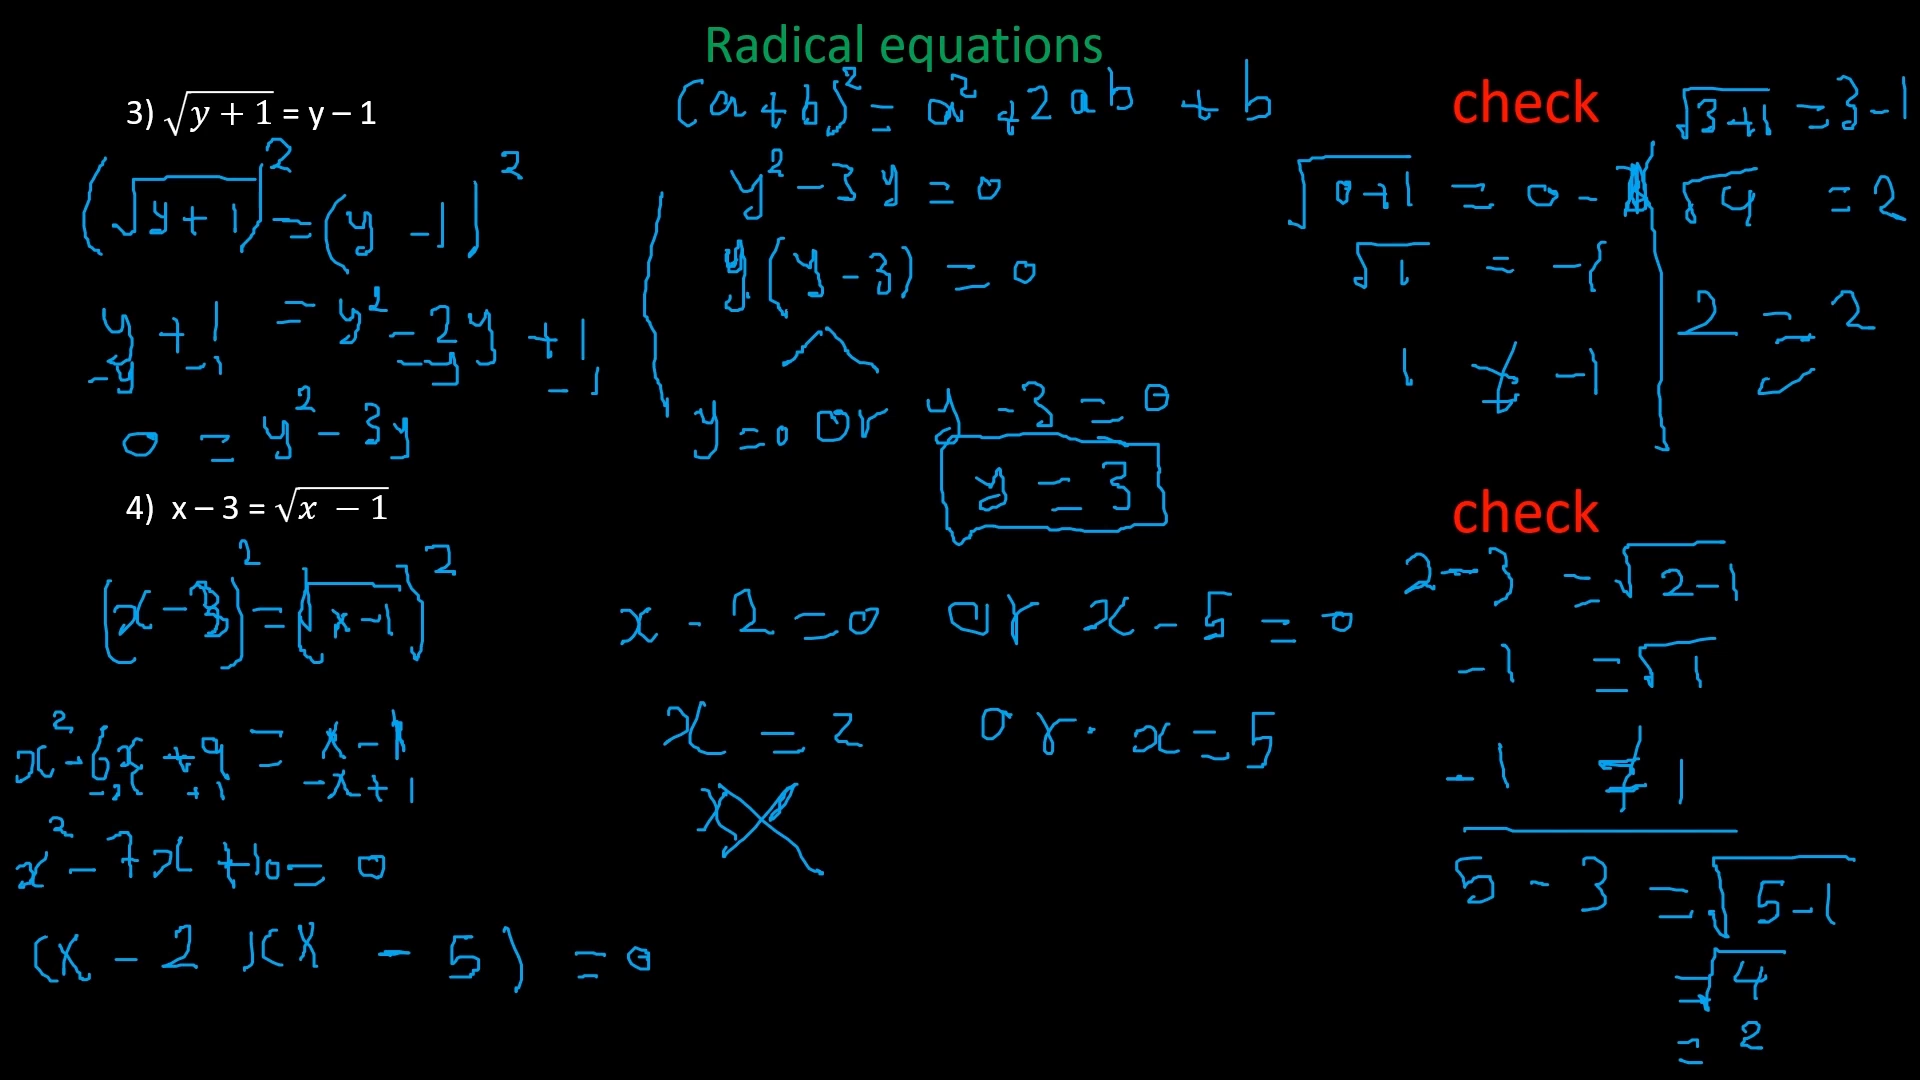 Radical equations
3) √(y + 1) = y – 1
(√(y + 1))² = (y - 1)²
y + 1 = y² - 2y + 1
-y -1 -y -1
0 = y² - 3y
(a + b)² = a² + 2ab + b
y² - 3y = 0
y(y - 3) = 0
y = 0 or y - 3 = 0
y = 3
check
√(0+1) = 0 - 1
√1 = -1
1 ≠ -1
√(3+1) = 3 - 1
√4 = 2
2 = 2 ✓
4) x – 3 = √(x – 1)
(x - 3)² = (√(x - 1))²
x² - 6x + 9 = x - 1
-x +1 -x + 1
x² - 7x + 10 = 0
(x - 2)(x - 5) = 0
x - 2 = 0 or x - 5 = 0
x = 2 or x = 5
check
2 - 3 = √(2 - 1)
-1 = √1
-1 ≠ 1
5 - 3 = √(5 - 1)
= √4
= 2